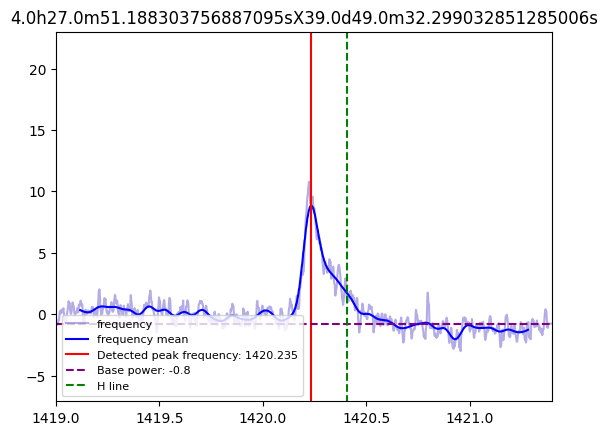 4.0h27.0m51.188303756887095sX39.0d49.0m32.299032851285006s
20
15
10
5
0
−5
frequency
frequency mean
Detected peak frequency: 1420.235
Base power: -0.8
H line
1419.0 1419.5 1420.0 1420.5 1421.0